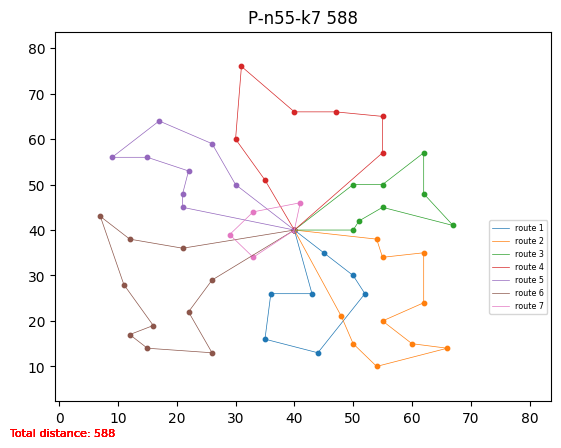 P-n55-k7 588
80
70
60
50
40
30
20
10
0 10 20 30 40 50 60 70 80
route 1
route 2
route 3
route 4
route 5
route 6
route 7
Total distance: 588